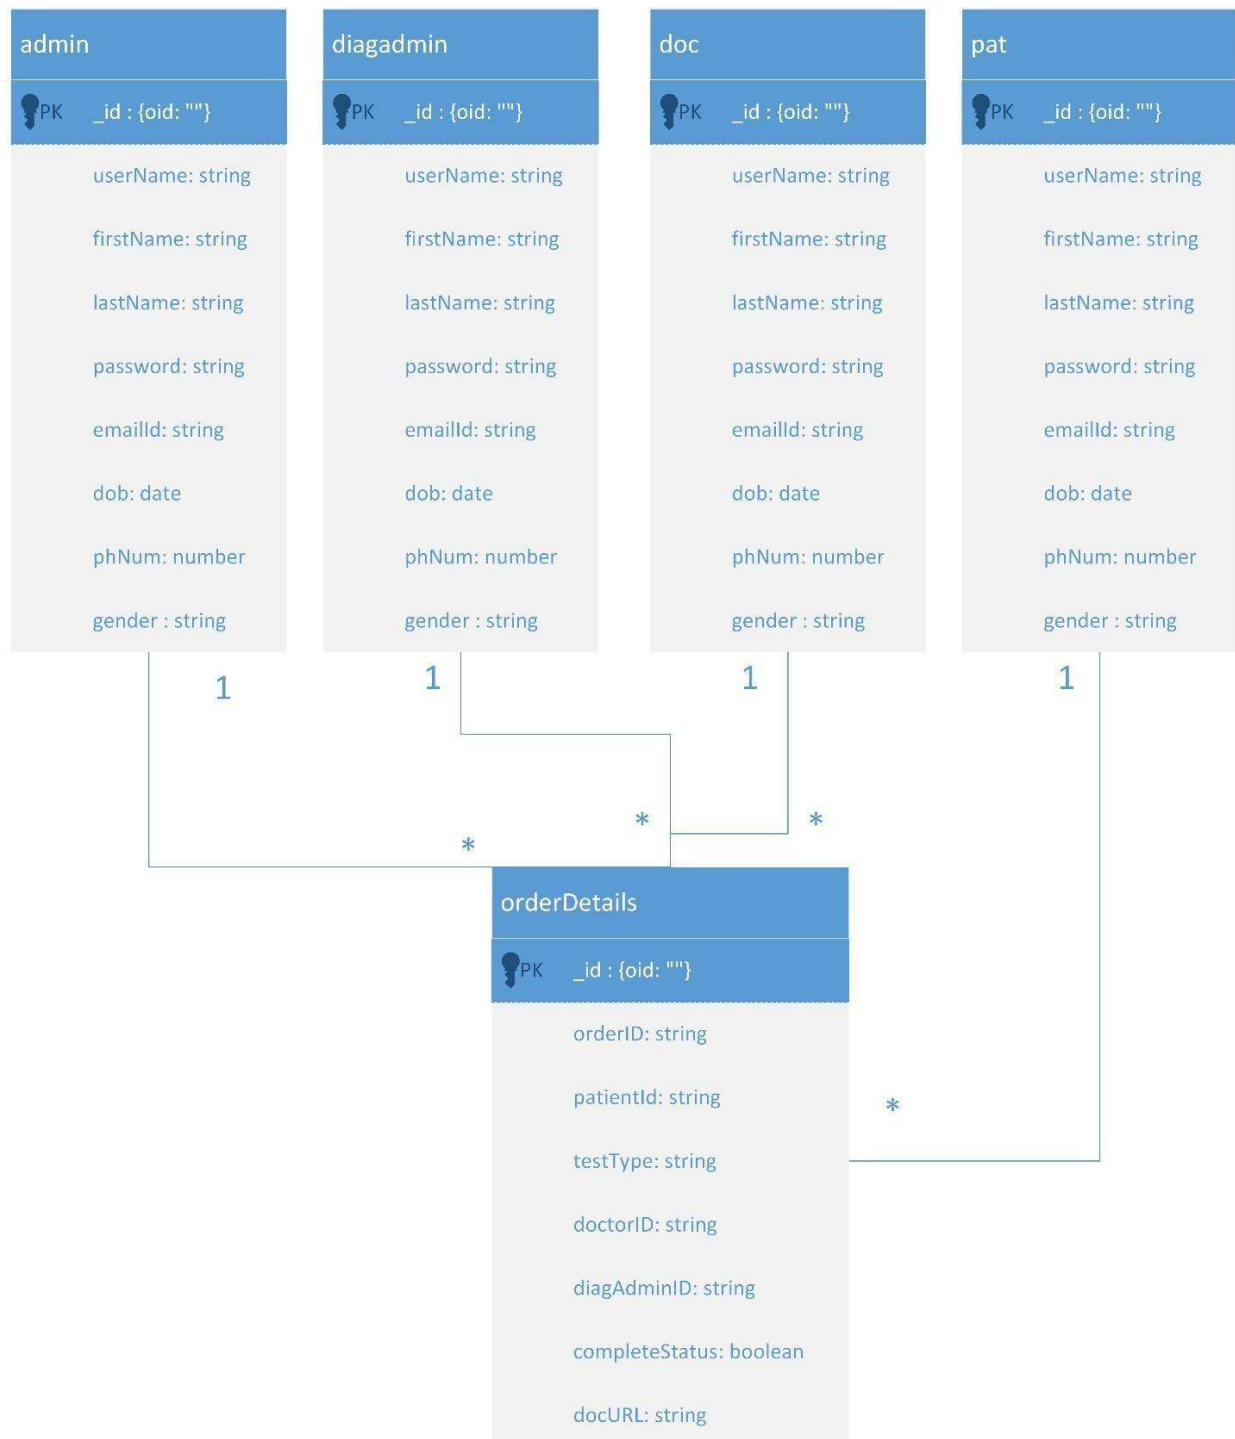 admin
PK _id : {oid: ""}
userName: string
firstName: string
lastName: string
password: string
emailId: string
dob: date
phNum: number
gender : string
1
*
diagadmin
PK _id : {oid: ""}
userName: string
firstName: string
lastName: string
password: string
emailId: string
dob: date
phNum: number
gender : string
1
*
doc
PK _id : {oid: ""}
userName: string
firstName: string
lastName: string
password: string
emailId: string
dob: date
phNum: number
gender : string
1
*
pat
PK _id : {oid: ""}
userName: string
firstName: string
lastName: string
password: string
emailId: string
dob: date
phNum: number
gender : string
1
*
orderDetails
PK _id : {oid: ""}
orderID: string
patientId: string
testType: string
doctorID: string
diagAdminID: string
completeStatus: boolean
docURL: string